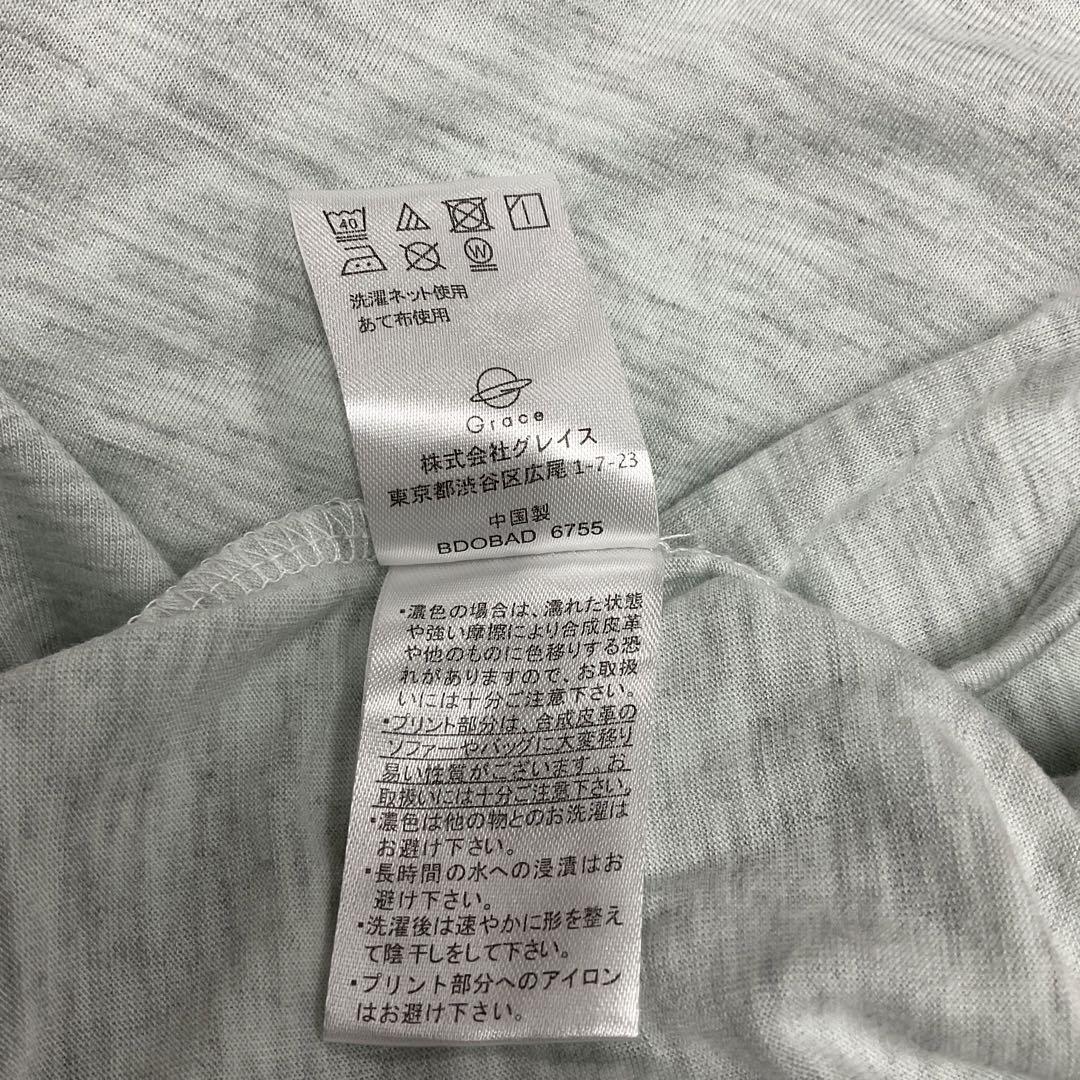 40
W
洗濯ネット使用
あて布使用
Grace
株式会社グレイス
東京都渋谷区広尾 1-7-23
中国製
BDOBAD 6755
・濃色の場合は、濡れた状態
や強い摩擦により合成皮革
や他のものに色移りする恐
れがありますので、お取扱
いには十分ご注意下さい。
・プリント部分は、合成皮革の
ソファーやバッグに大変移り
易い性質がございます。お
取扱いには十分ご注意下さい。
・濃色は他の物とのお洗濯は
お避け下さい。
・長時間の水への浸漬はお
避け下さい。
・洗濯後は速やかに形を整え
て陰干しをして下さい。
・プリント部分へのアイロン
はお避け下さい。